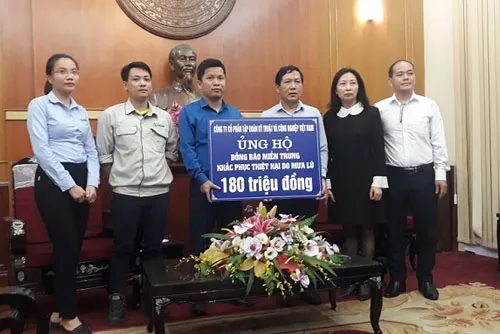 CÔNG TY CỔ PHẦN TẬP ĐOÀN KỸ THUẬT VÀ CÔNG NGHIỆP VIỆT NAM
ỦNG HỘ
ĐỒNG BÀO MIỀN TRUNG
KHẮC PHỤC THIỆT HẠI DO MƯA LŨ
180 triệu đồng